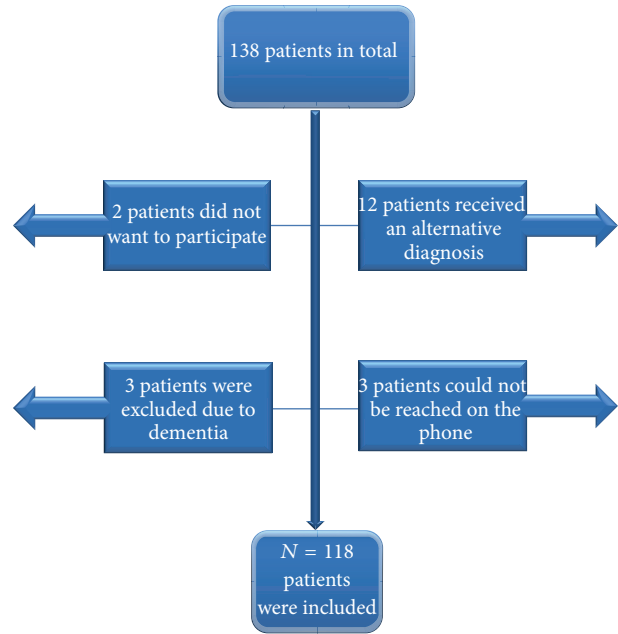 138 patients in total
2 patients did not
want to participate
12 patients received
an alternative
diagnosis
3 patients were
excluded due to
dementia
3 patients could not
be reached on the
phone
N = 118
patients
were included